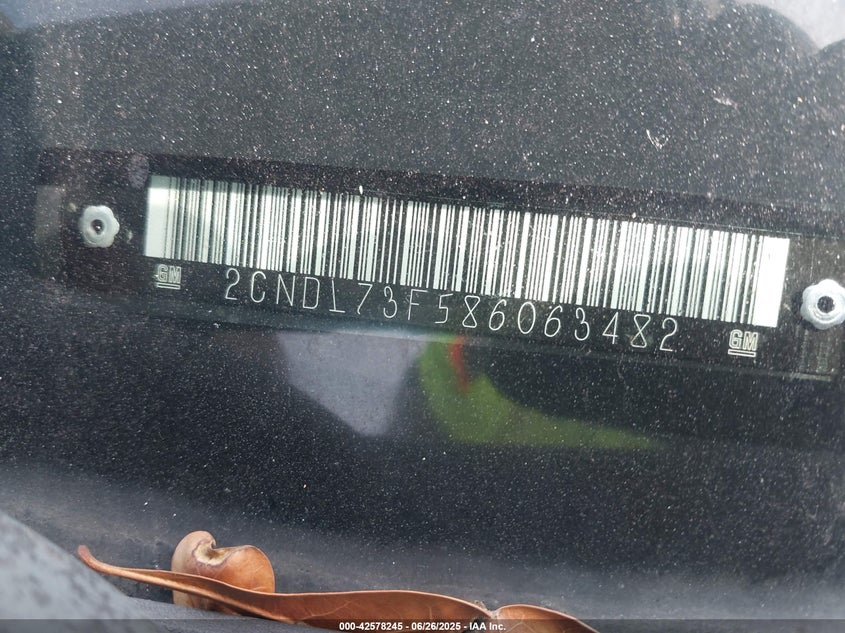 GM 2CNDL73F586063482 GM
000-42578245 | 06/26/2025 - IAA Inc.